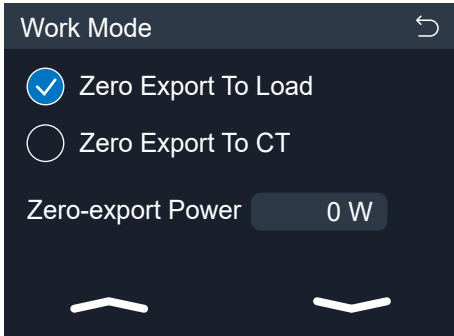 Work Mode
Zero Export To Load
Zero Export To CT
Zero-export Power 0 W